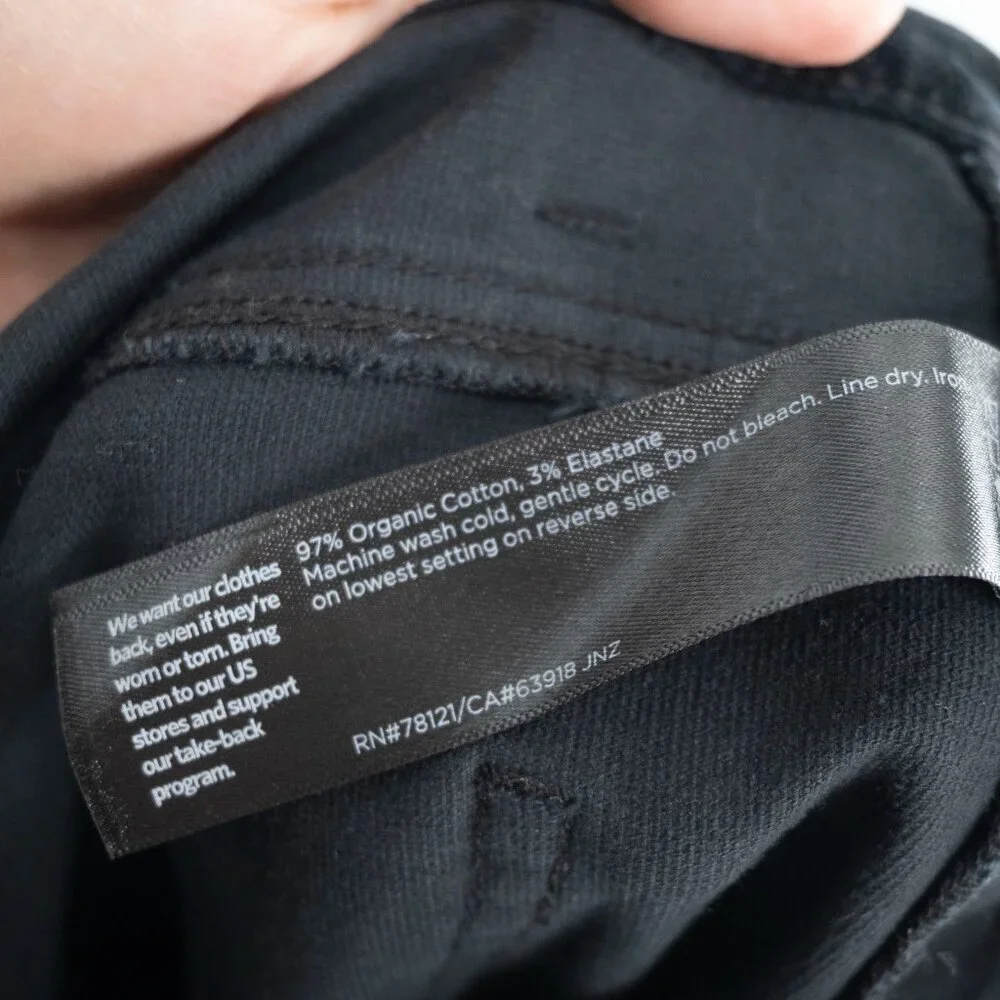 We want our clothes
back, even if they're
worn or torn. Bring
them to our US
stores and support
our take-back
program.
97% Organic Cotton, 3% Elastane
Machine wash cold, gentle cycle. Do not bleach. Line dry. Iron
on lowest setting on reverse side.
RN#78121/CA#63918 JNZ